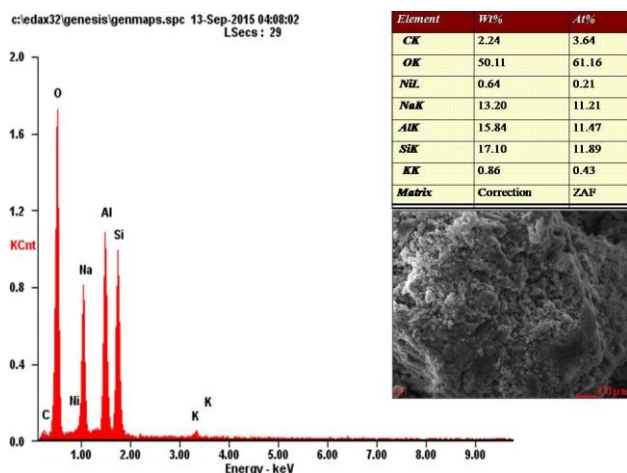 c:\edax32\genesis\genmaps.spc 13-Sep-2015 04:08:02
LSecs : 29
2.0
1.6
1.2
KCnt
0.8
0.4
0.0
O
Al
Si
Na
C
Ni
K
K
1.00 2.00 3.00 4.00 5.00 6.00 7.00 8.00 9.00
Energy - keV
Element Wt% At%
CK 2.24 3.64
OK 50.11 61.16
NiL 0.64 0.21
NaK 13.20 11.21
AlK 15.84 11.47
SiK 17.10 11.89
KK 0.86 0.43
Matrix Correction ZAF